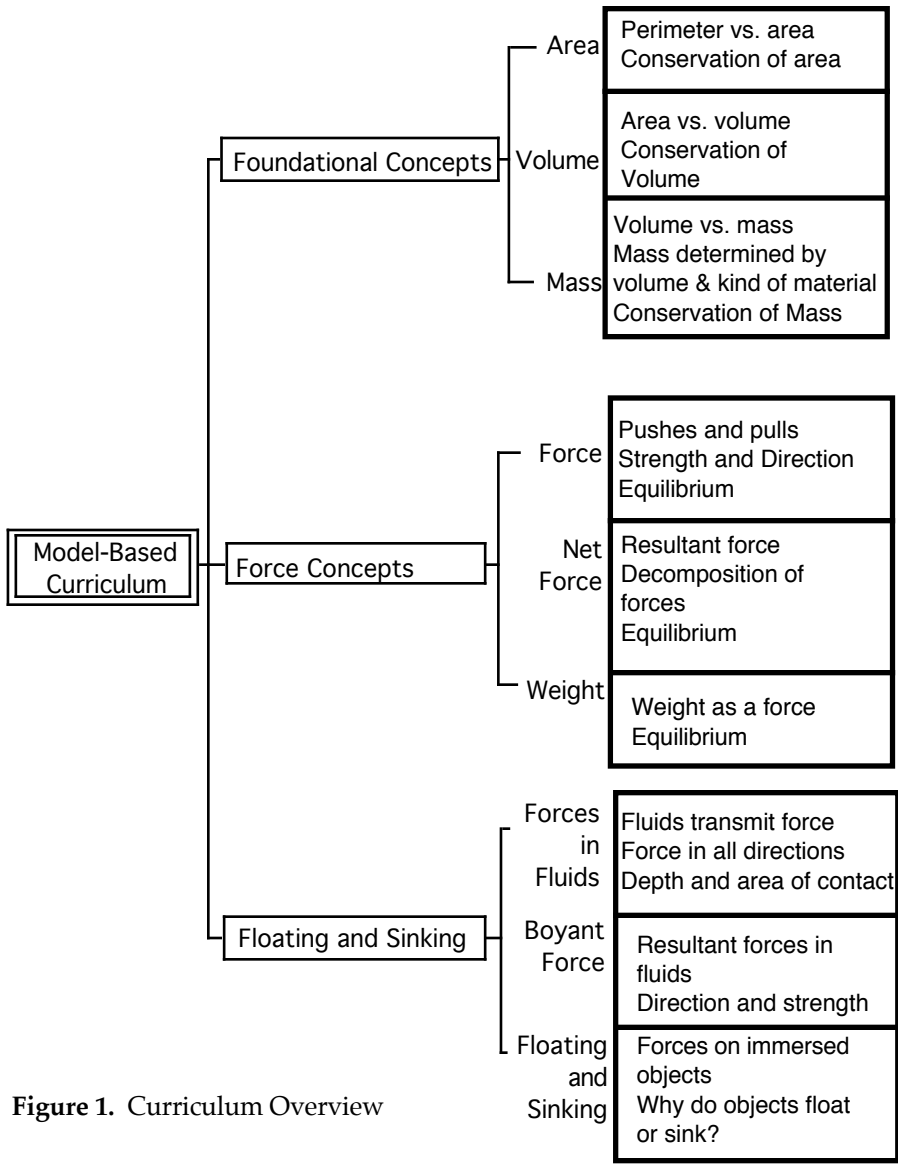 Area
Perimeter vs. area
Conservation of area
Foundational Concepts
Volume
Area vs. volume
Conservation of
Volume
Mass
Volume vs. mass
Mass determined by
volume & kind of material
Conservation of Mass
Model-Based
Curriculum
Force Concepts
Force
Pushes and pulls
Strength and Direction
Equilibrium
Net
Force
Resultant force
Decomposition of
forces
Equilibrium
Weight
Weight as a force
Equilibrium
Floating and Sinking
Forces
in
Fluids
Fluids transmit force
Force in all directions
Depth and area of contact
Boyant
Force
Resultant forces in
fluids
Direction and strength
Floating
and
Sinking
Forces on immersed
objects
Why do objects float
or sink?
Figure 1. Curriculum Overview